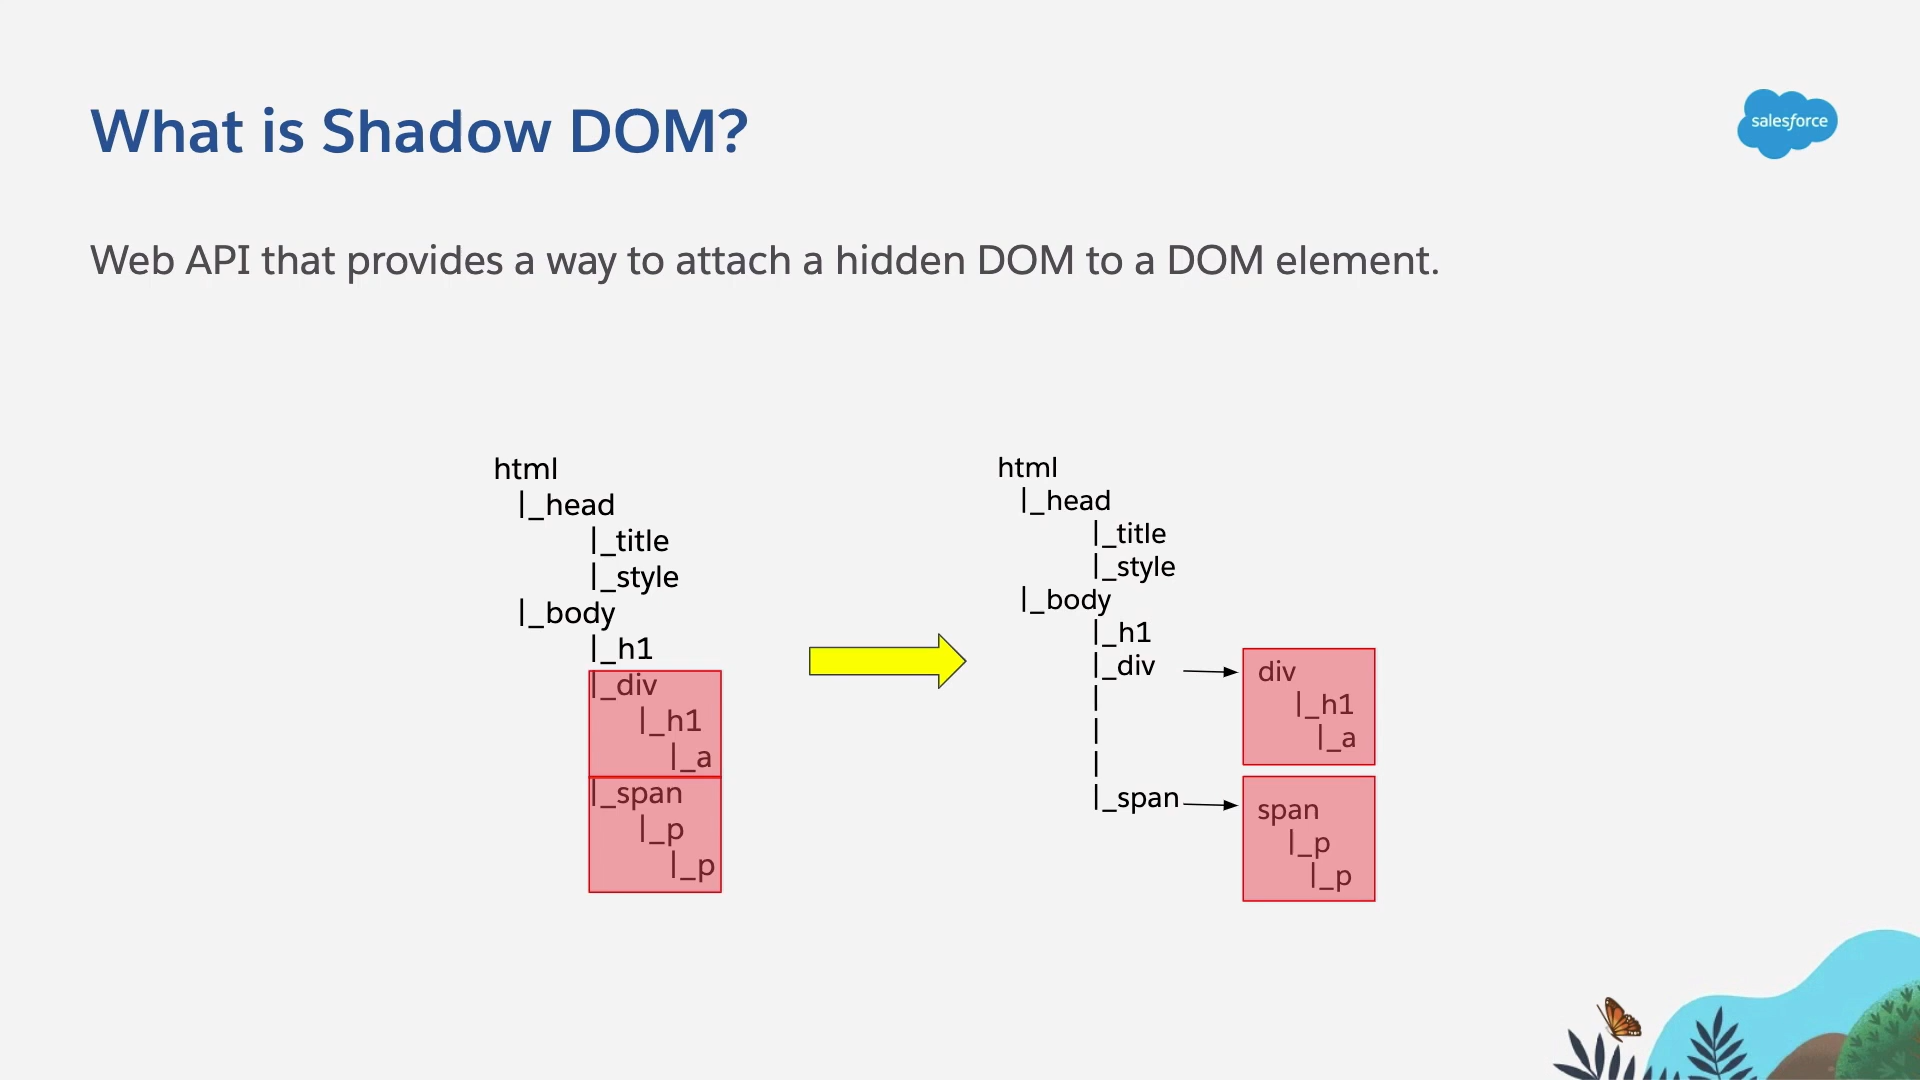 What is Shadow DOM?
salesforce
Web API that provides a way to attach a hidden DOM to a DOM element.
html
|_head
|_title
|_style
|_body
|_h1
|_div
|_h1
|_a
|_span
|_p
|_p
html
|_head
|_title
|_style
|_body
|_h1
|_div
|
|
|
|_span
div
|_h1
|_a
span
|_p
|_p